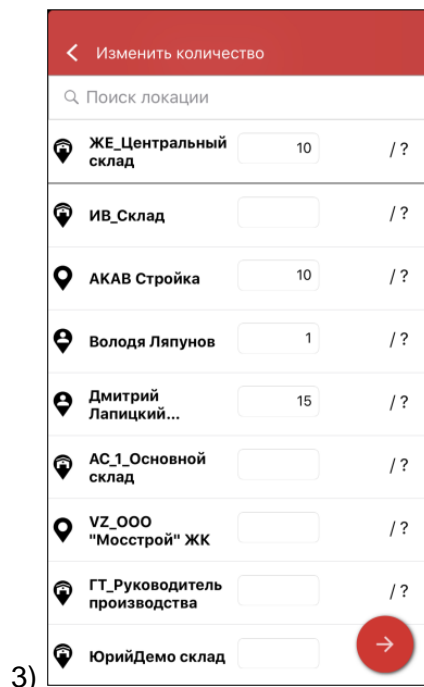 Изменить количество
Поиск локации
ЖЕ_Центральный
склад
10
/ ?
ИВ_Склад
/ ?
АКАВ Стройка
10
/ ?
Володя Ляпунов
1
/ ?
Дмитрий
Лапицкий...
15
/ ?
АС_1_Основной
склад
/ ?
VZ_ООО
"Мосстрой" ЖК
/ ?
ГТ_Руководитель
производства
/ ?
ЮрийДемо склад
3)